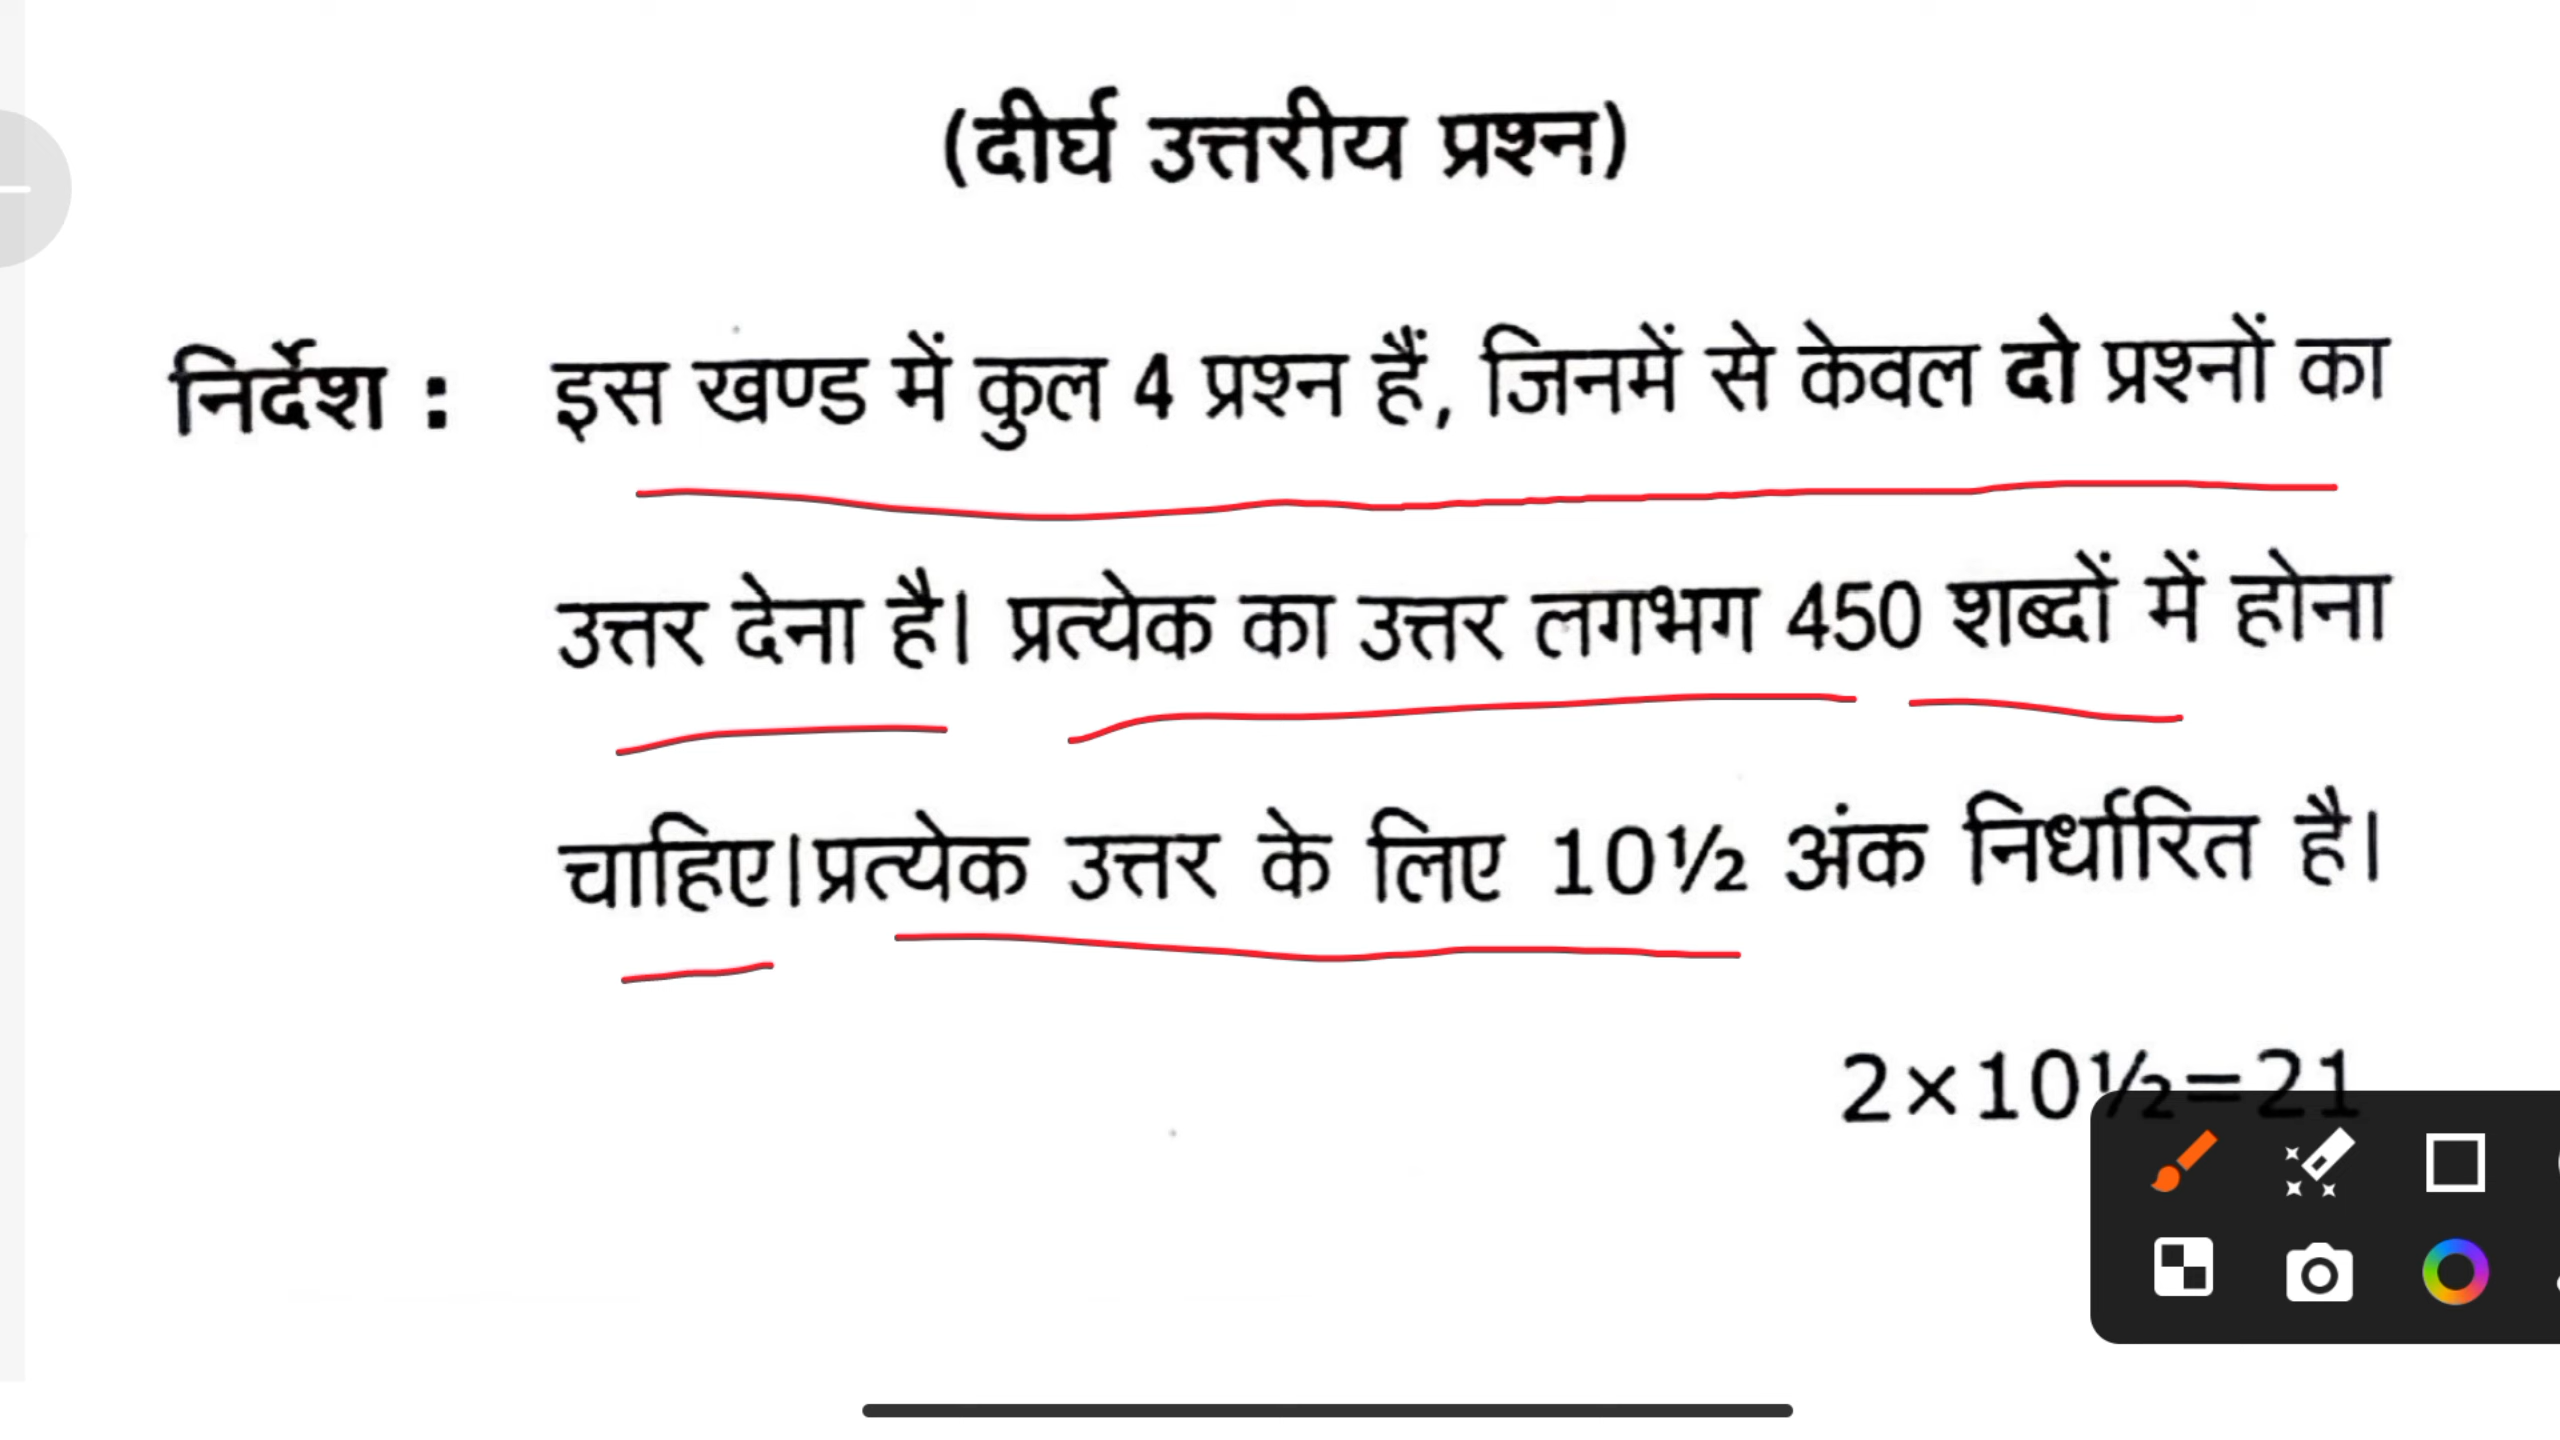 (दीर्घ उत्तरीय प्रश्न)
निर्देश : इस खण्ड में कुल 4 प्रश्न हैं, जिनमें से केवल दो प्रश्नों का
उत्तर देना है। प्रत्येक का उत्तर लगभग 450 शब्दों में होना
चाहिए।प्रत्येक उत्तर के लिए 10½ अंक निर्धारित है।
2×10½=21